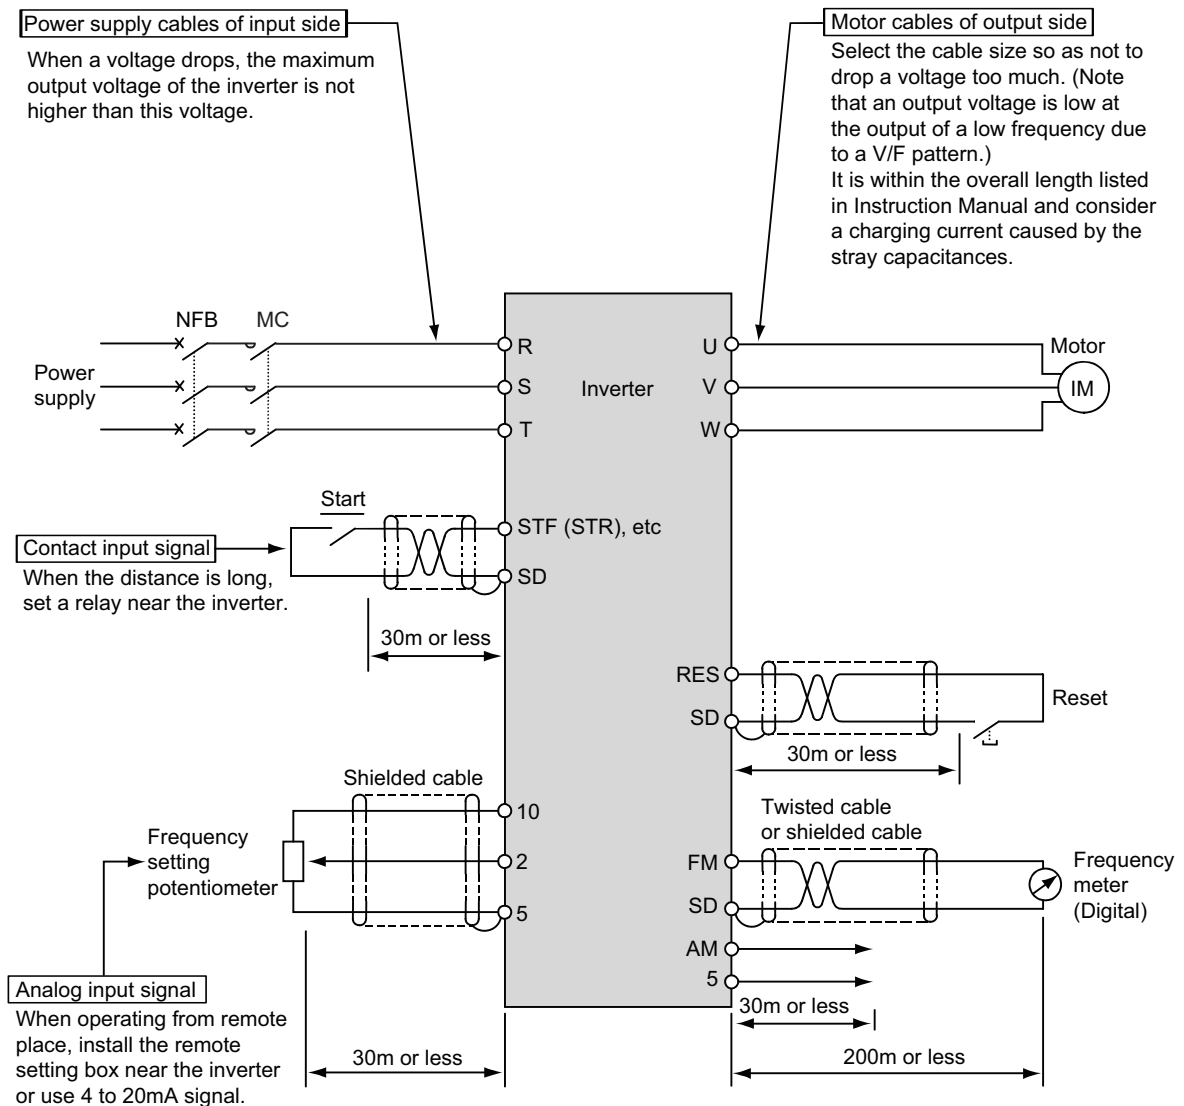 Power supply cables of input side
When a voltage drops, the maximum
output voltage of the inverter is not
higher than this voltage.
Motor cables of output side
Select the cable size so as not to
drop a voltage too much. (Note
that an output voltage is low at
the output of a low frequency due
to a V/F pattern.)
It is within the overall length listed
in Instruction Manual and consider
a charging current caused by the
stray capacitances.
NFB
MC
Power
supply
R
S
T
Inverter
U
V
W
Motor
IM
Start
STF (STR), etc
SD
Contact input signal
When the distance is long,
set a relay near the inverter.
30m or less
RES
SD
Reset
30m or less
Shielded cable
10
2
5
Frequency
setting
potentiometer
Twisted cable
or shielded cable
FM
SD
Frequency
meter
(Digital)
AM
5
30m or less
200m or less
Analog input signal
When operating from remote
place, install the remote
setting box near the inverter
or use 4 to 20mA signal.
30m or less